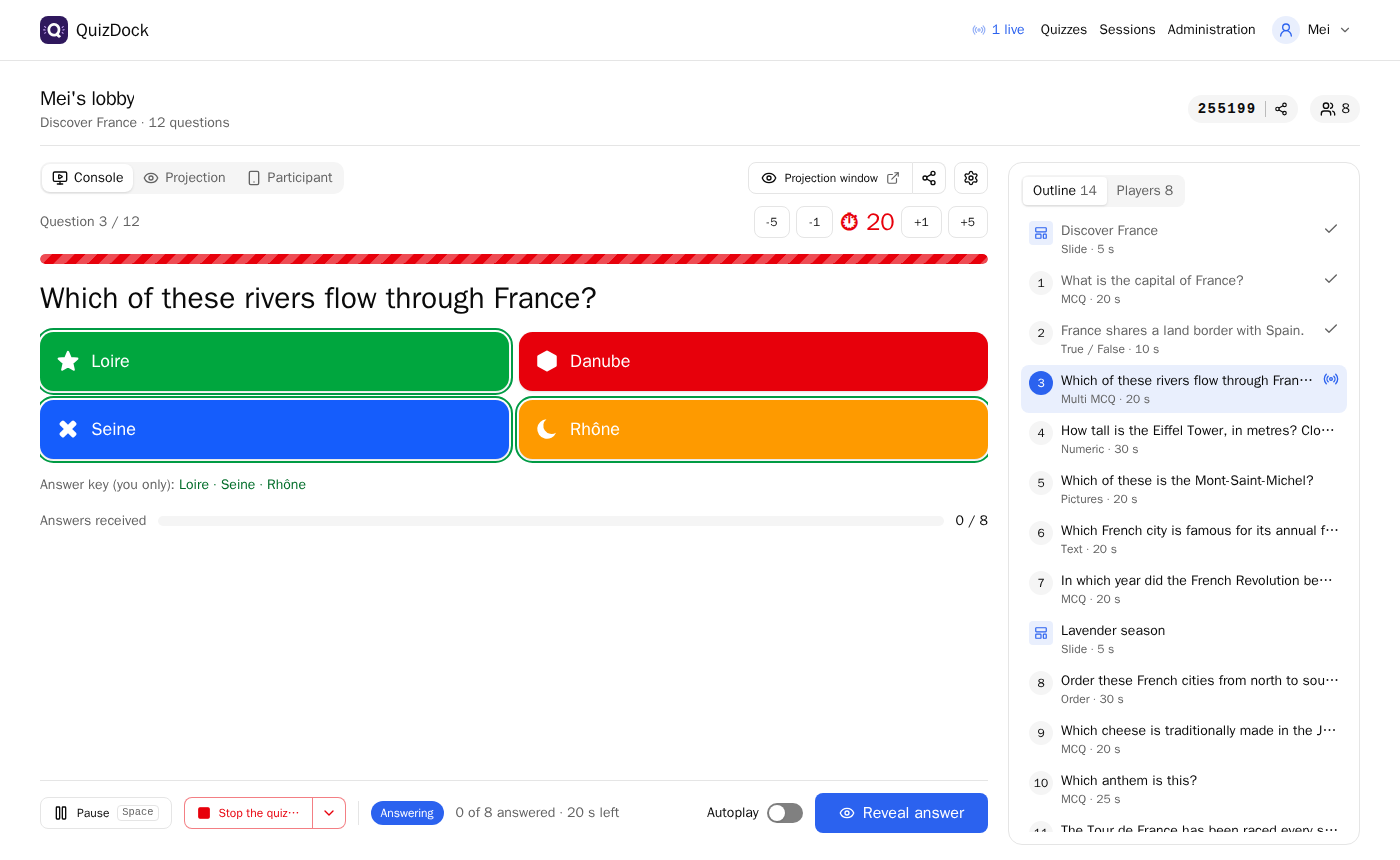 QuizDock
1 live
Quizzes
Sessions
Administration
Mei
Mei's lobby
Discover France · 12 questions
255199
8
Console
Projection
Participant
Projection window
Question 3 / 12
-5
-1
20
+1
+5
Which of these rivers flow through France?
Loire
Danube
Seine
Rhône
Answer key (you only): Loire · Seine · Rhône
Answers received
0 / 8
Pause
Space
Stop the quiz···
Answering
0 of 8 answered · 20 s left
Autoplay
Reveal answer
Outline 14
Players 8
Discover France
Slide · 5 s
1
What is the capital of France?
MCQ · 20 s
2
France shares a land border with Spain.
True / False · 10 s
3
Which of these rivers flow through Fran···
Multi MCQ · 20 s
4
How tall is the Eiffel Tower, in metres? Clo···
Numeric · 30 s
5
Which of these is the Mont-Saint-Michel?
Pictures · 20 s
6
Which French city is famous for its annual f···
Text · 20 s
7
In which year did the French Revolution be···
MCQ · 20 s
Lavender season
Slide · 5 s
8
Order these French cities from north to sou···
Order · 30 s
9
Which cheese is traditionally made in the J···
MCQ · 20 s
10
Which anthem is this?
MCQ · 25 s
11
The Tour de France has been raced every s···